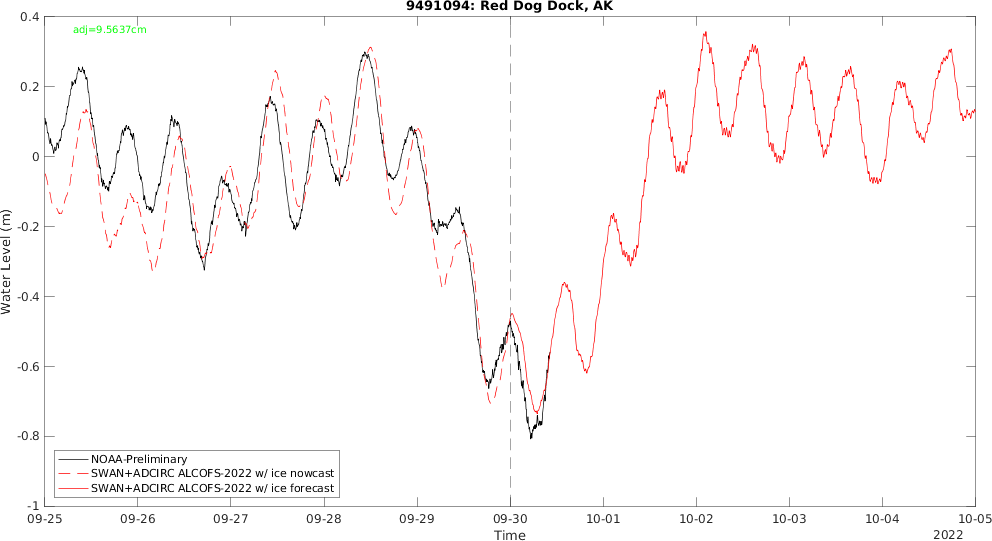 9491094: Red Dog Dock, AK
adj=9.5637cm
0.4
0.2
0
-0.2
-0.4
-0.6
-0.8
-1
Water Level (m)
NOAA-Preliminary
SWAN+ADCIRC ALCOFS-2022 w/ ice nowcast
SWAN+ADCIRC ALCOFS-2022 w/ ice forecast
09-25 09-26 09-27 09-28 09-29 09-30 10-01 10-02 10-03 10-04 10-05
Time
2022